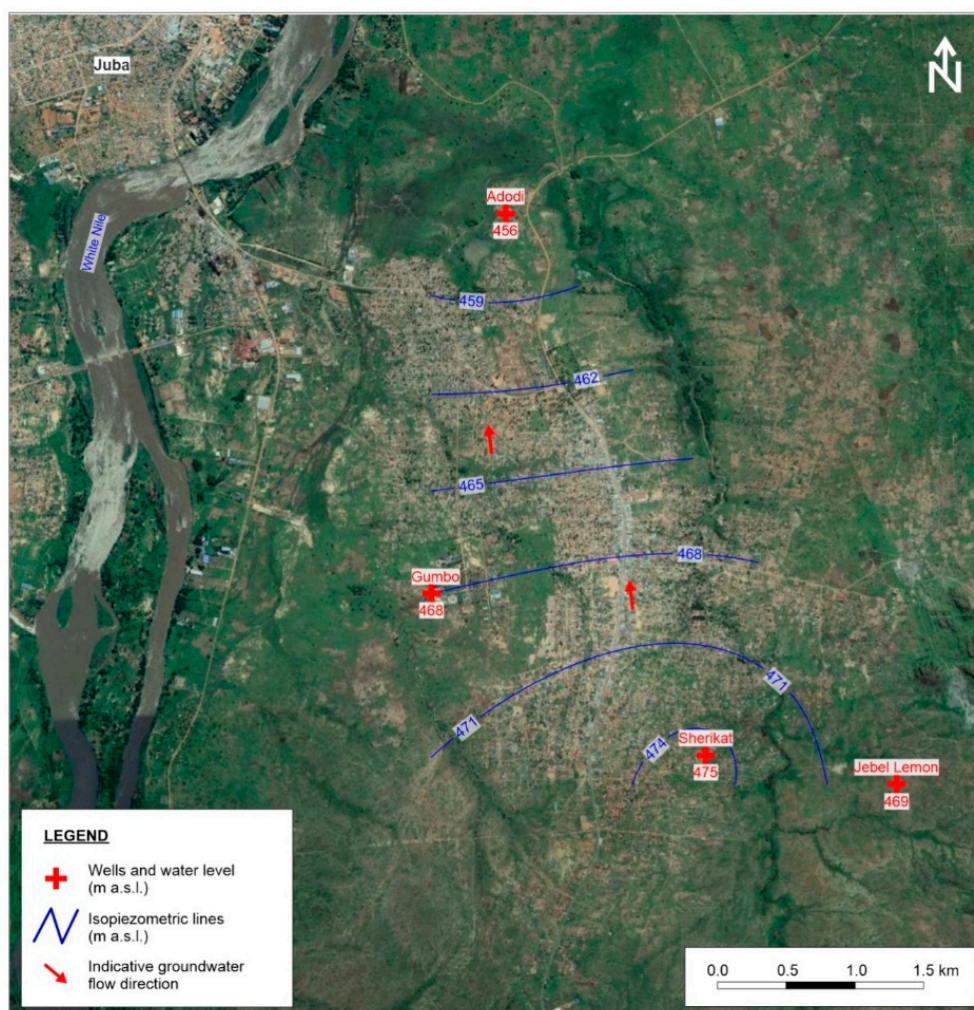 Juba
N
White Nile
Adodi
456
459
462
465
468
Gumbo
468
471
471
474
Sherikat
475
Jebel Lemon
469
LEGEND
Wells and water level
(m a.s.l.)
Isopiezometric lines
(m a.s.l.)
Indicative groundwater
flow direction
0.0 0.5 1.0 1.5 km